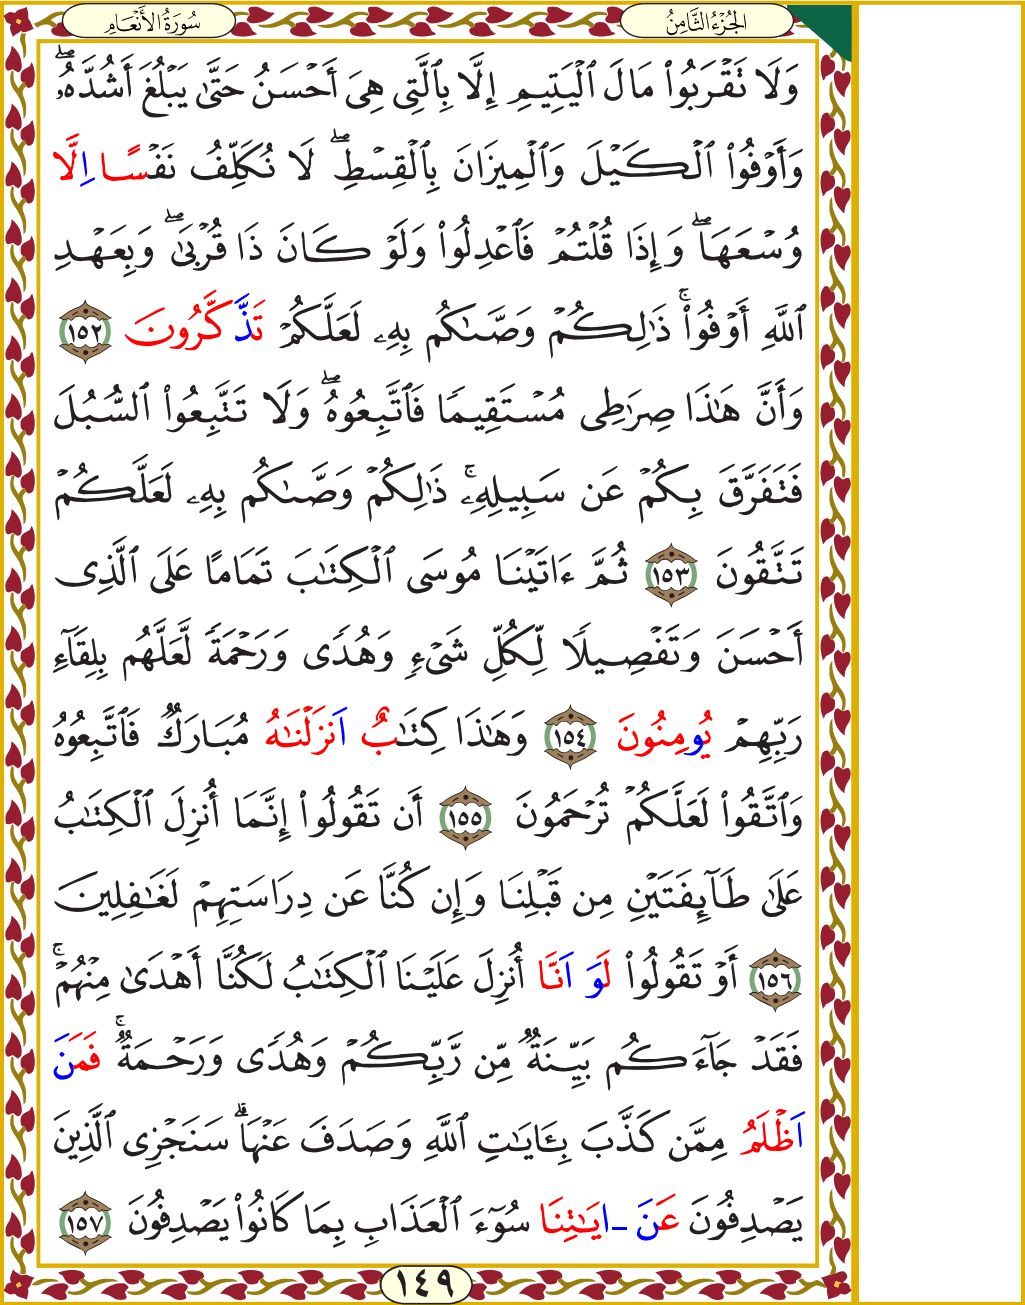 الجُزْءُ الثَّامِنُ
سُورَةُ الأَنْعَامِ
وَلَا تَقْرَبُوا۟ مَالَ ٱلْيَتِيمِ إِلَّا بِٱلَّتِى هِىَ أَحْسَنُ حَتَّىٰ يَبْلُغَ أَشُدَّهُۥۖ
وَأَوْفُوا۟ ٱلْكَيْلَ وَٱلْمِيزَانَ بِٱلْقِسْطِۖ لَا نُكَلِّفُ نَفْسًا اِلَّا
وُسْعَهَاۖ وَإِذَا قُلْتُمْ فَٱعْدِلُوا۟ وَلَوْ كَانَ ذَا قُرْبَىٰۖ وَبِعَهْدِ
ٱللَّهِ أَوْفُوا۟ۚ ذَٰلِكُمْ وَصَّىٰكُم بِهِۦ لَعَلَّكُمْ تَذَّكَّرُونَ ١٥٢
وَأَنَّ هَٰذَا صِرَٰطِى مُسْتَقِيمًا فَٱتَّبِعُوهُۖ وَلَا تَتَّبِعُوا۟ ٱلسُّبُلَ
فَتَفَرَّقَ بِكُمْ عَن سَبِيلِهِۦۚ ذَٰلِكُمْ وَصَّىٰكُم بِهِۦ لَعَلَّكُمْ
تَتَّقُونَ ١٥٣ ثُمَّ ءَاتَيْنَا مُوسَى ٱلْكِتَٰبَ تَمَامًا عَلَى ٱلَّذِى
أَحْسَنَ وَتَفْصِيلًا لِّكُلِّ شَىْءٍ وَهُدًى وَرَحْمَةً لَّعَلَّهُم بِلِقَآءِ
رَبِّهِمْ يُومِنُونَ ١٥٤ وَهَٰذَا كِتَٰبٌ اَنزَلْنَٰهُ مُبَارَكٌ فَٱتَّبِعُوهُ
وَٱتَّقُوا۟ لَعَلَّكُمْ تُرْحَمُونَ ١٥٥ أَن تَقُولُوٓا۟ إِنَّمَآ أُنزِلَ ٱلْكِتَٰبُ
عَلَىٰ طَآئِفَتَيْنِ مِن قَبْلِنَا وَإِن كُنَّا عَن دِرَاسَتِهِمْ لَغَٰفِلِينَ
١٥٦ أَوْ تَقُولُوا۟ لَوَ اَنَّا أُنزِلَ عَلَيْنَا ٱلْكِتَٰبُ لَكُنَّا أَهْدَىٰ مِنْهُمْۚ
فَقَدْ جَآءَكُم بَيِّنَةٌ مِّن رَّبِّكُمْ وَهُدًى وَرَحْمَةٌۚ فَمَنَ
اَظْلَمُ مِمَّن كَذَّبَ بِـَٔايَٰتِ ٱللَّهِ وَصَدَفَ عَنْهَاۗ سَنَجْزِى ٱلَّذِينَ
يَصْدِفُونَ عَنَ ـايَٰتِنَا سُوٓءَ ٱلْعَذَابِ بِمَا كَانُوا۟ يَصْدِفُونَ ١٥٧
١٤٩